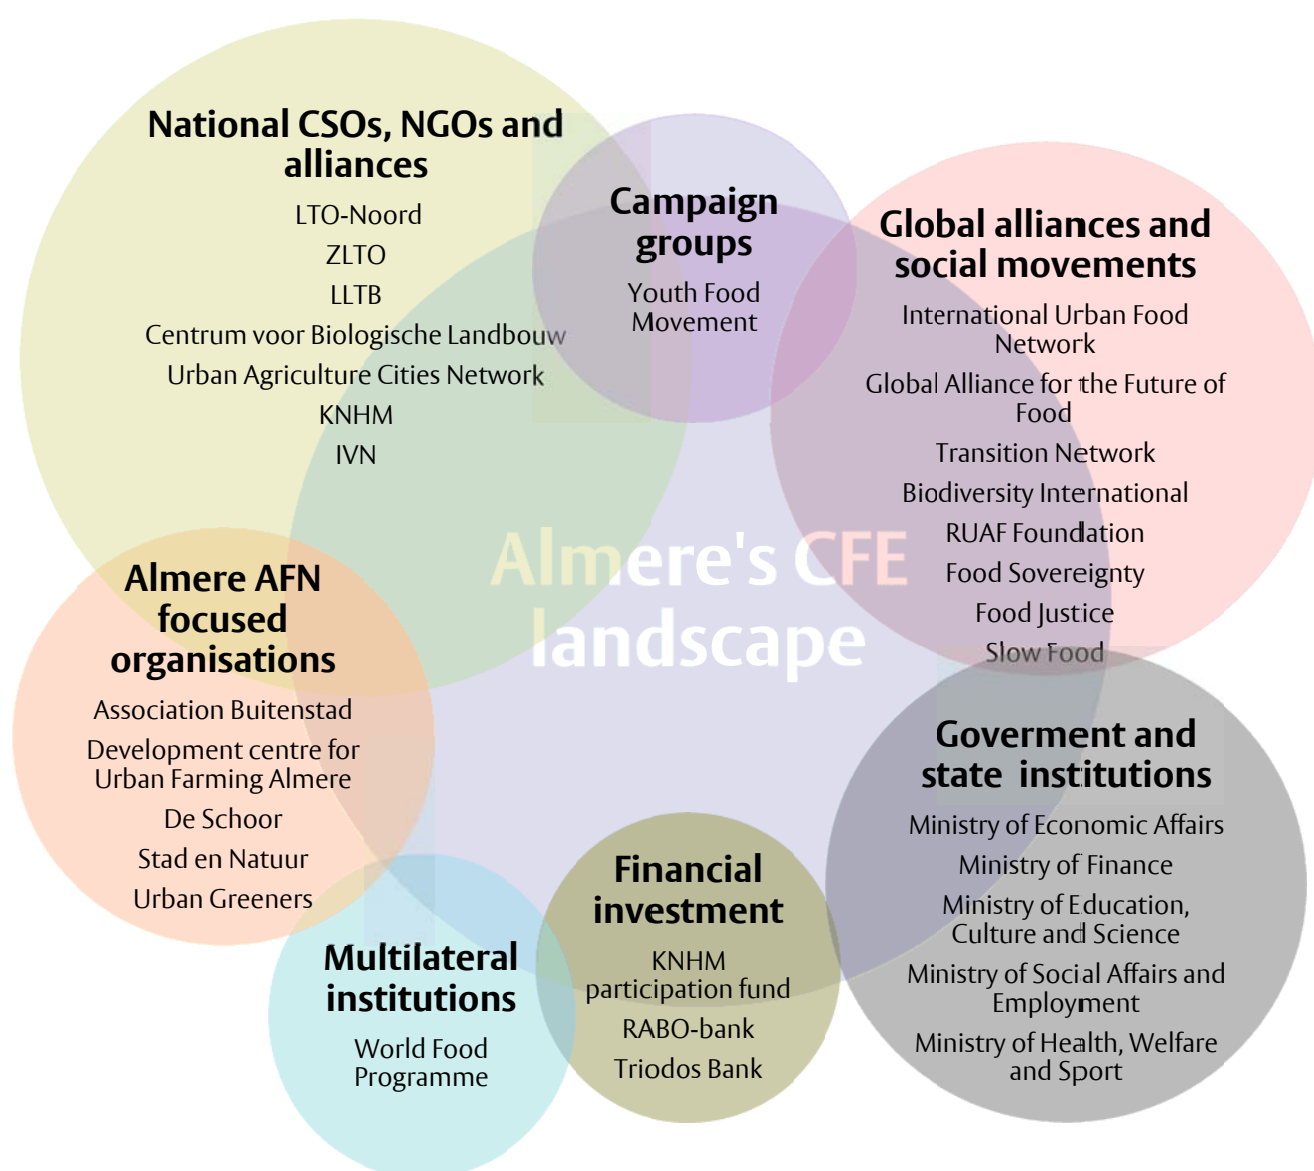 National CSOs, NGOs and
alliances
LTO-Noord
ZLTO
LLTB
Centrum voor Biologische Landbouw
Urban Agriculture Cities Network
KNHM
IVN
Campaign
groups
Youth Food
Movement
Global alliances and
social movements
International Urban Food
Network
Global Alliance for the Future of
Food
Transition Network
Biodiversity International
RUAF Foundation
Food Sovereignty
Food Justice
Slow Food
Almere's CFE
landscape
Almere AFN
focused
organisations
Association Buitenstad
Development centre for
Urban Farming Almere
De Schoor
Stad en Natuur
Urban Greeners
Multilateral
institutions
World Food
Programme
Financial
investment
KNHM
participation fund
RABO-bank
Triodos Bank
Goverment and
state institutions
Ministry of Economic Affairs
Ministry of Finance
Ministry of Education,
Culture and Science
Ministry of Social Affairs and
Employment
Ministry of Health, Welfare
and Sport